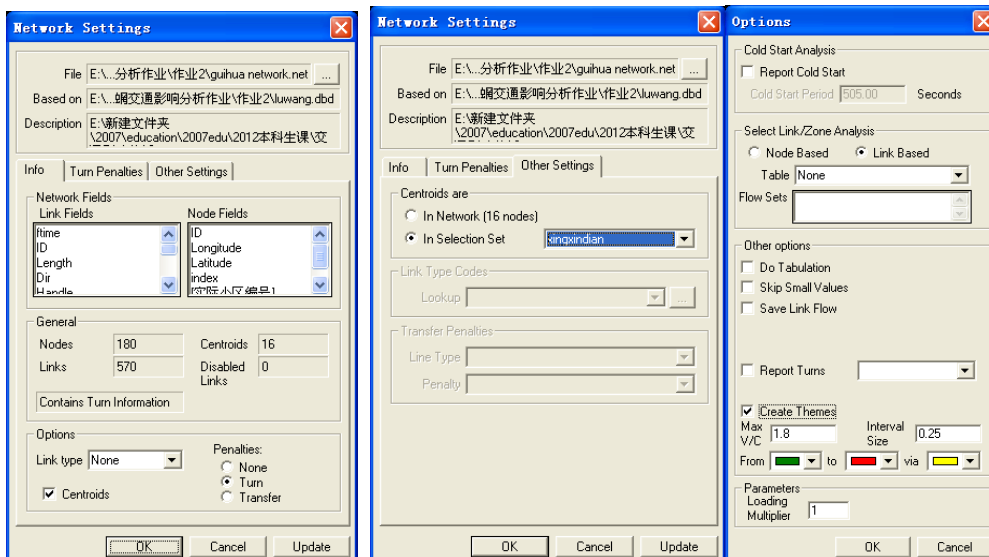 Network Settings
File E:\...分析作业\作业2\guihua network.net ...
Based on E:\...蝈交通影响分析作业\作业2\luwang.dbd
Description E:\新建文件夹
\2007\education\2007edu\2012本科生课\交
Info Turn Penalties Other Settings
Network Fields
Link Fields Node Fields
ftime
ID
Length
Dir
Handle
ID
Longitude
Latitude
index
[实际小区编号]
General
Nodes 180 Centroids 16
Links 570 Disabled Links 0
Contains Turn Information
Options
Link type None
Penalties:
None
Turn
Transfer
Centroids
OK Cancel Update
Network Settings
File E:\...分析作业\作业2\guihua network.net ...
Based on E:\...蝈交通影响分析作业\作业2\luwang.dbd
Description E:\新建文件夹
\2007\education\2007edu\2012本科生课\交
Info Turn Penalties Other Settings
Centroids are
In Network (16 nodes)
In Selection Set xingxindian
Link Type Codes
Lookup ...
Transfer Penalties
Line Type
Penalty
OK Cancel Update
Options
Cold Start Analysis
Report Cold Start
Cold Start Period 505.00 Seconds
Select Link/Zone Analysis
Node Based Link Based
Table None
Flow Sets
Other options
Do Tabulation
Skip Small Values
Save Link Flow
Report Turns
Create Themes
Max V/C 1.8 Interval Size 0.25
From to via
Parameters
Loading Multiplier 1
OK Cancel